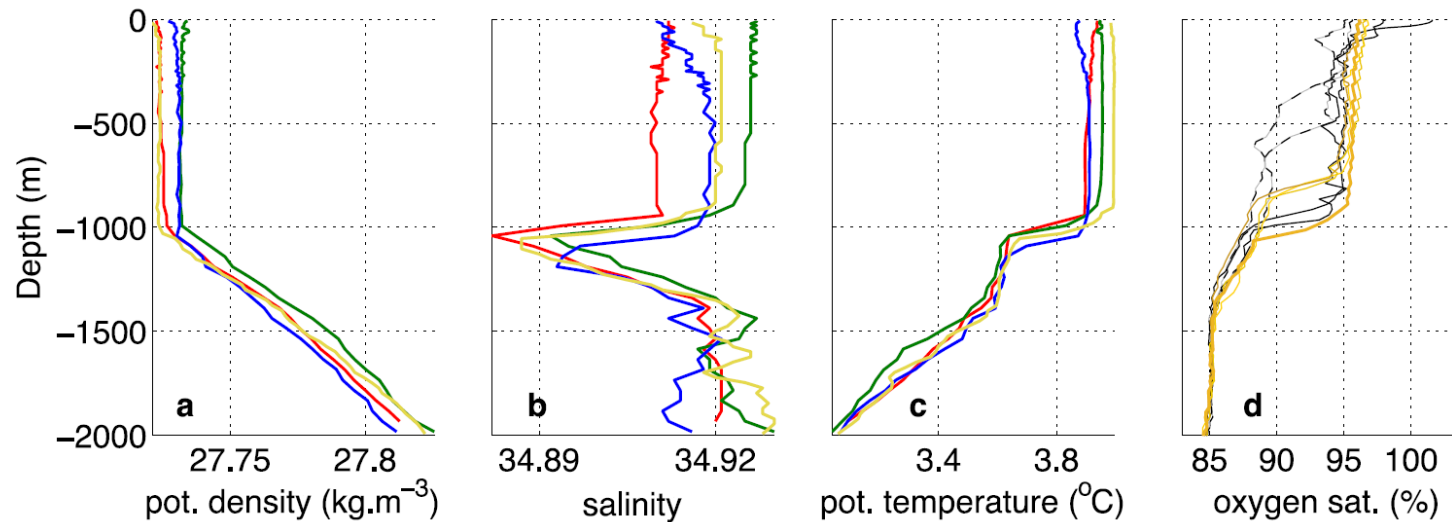 0
−500
−1000
−1500
−2000
Depth (m)
a
b
c
d
27.75 27.8
34.89 34.92
3.4 3.8
85 90 95 100
pot. density (kg.m⁻³)
salinity
pot. temperature (°C)
oxygen sat. (%)